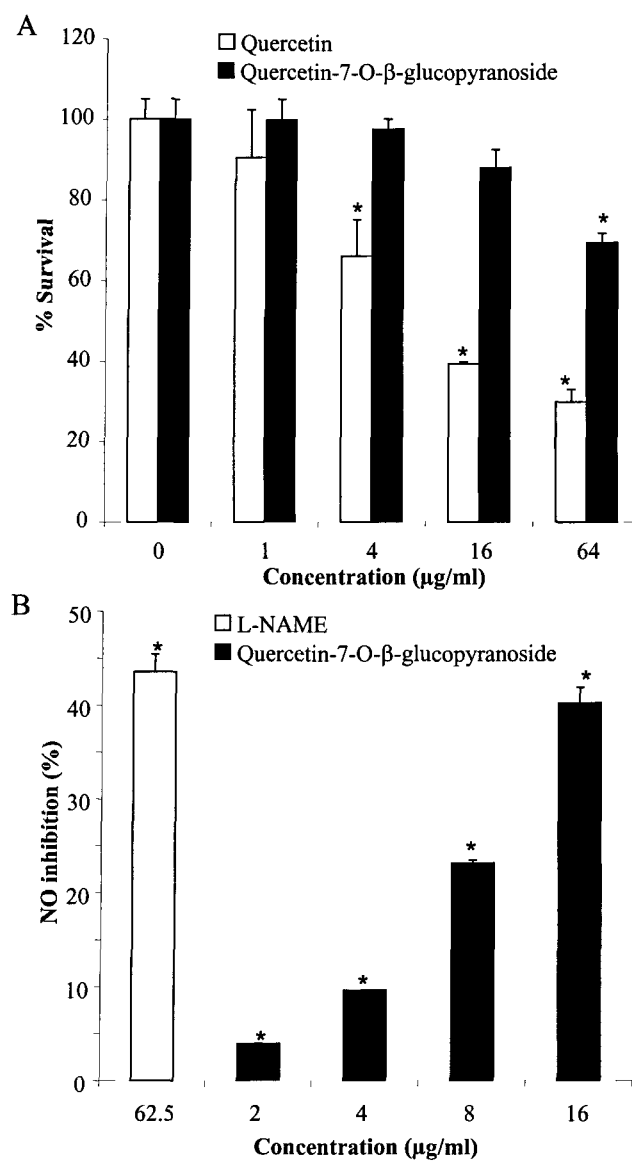 A
120
100
80
60
40
20
0
% Survival
Quercetin
Quercetin-7-O-β-glucopyranoside
*
*
*
*
0 1 4 16 64
Concentration (µg/ml)
B
50
40
30
20
10
0
NO inhibition (%)
L-NAME
Quercetin-7-O-β-glucopyranoside
*
*
*
*
*
62.5 2 4 8 16
Concentration (µg/ml)